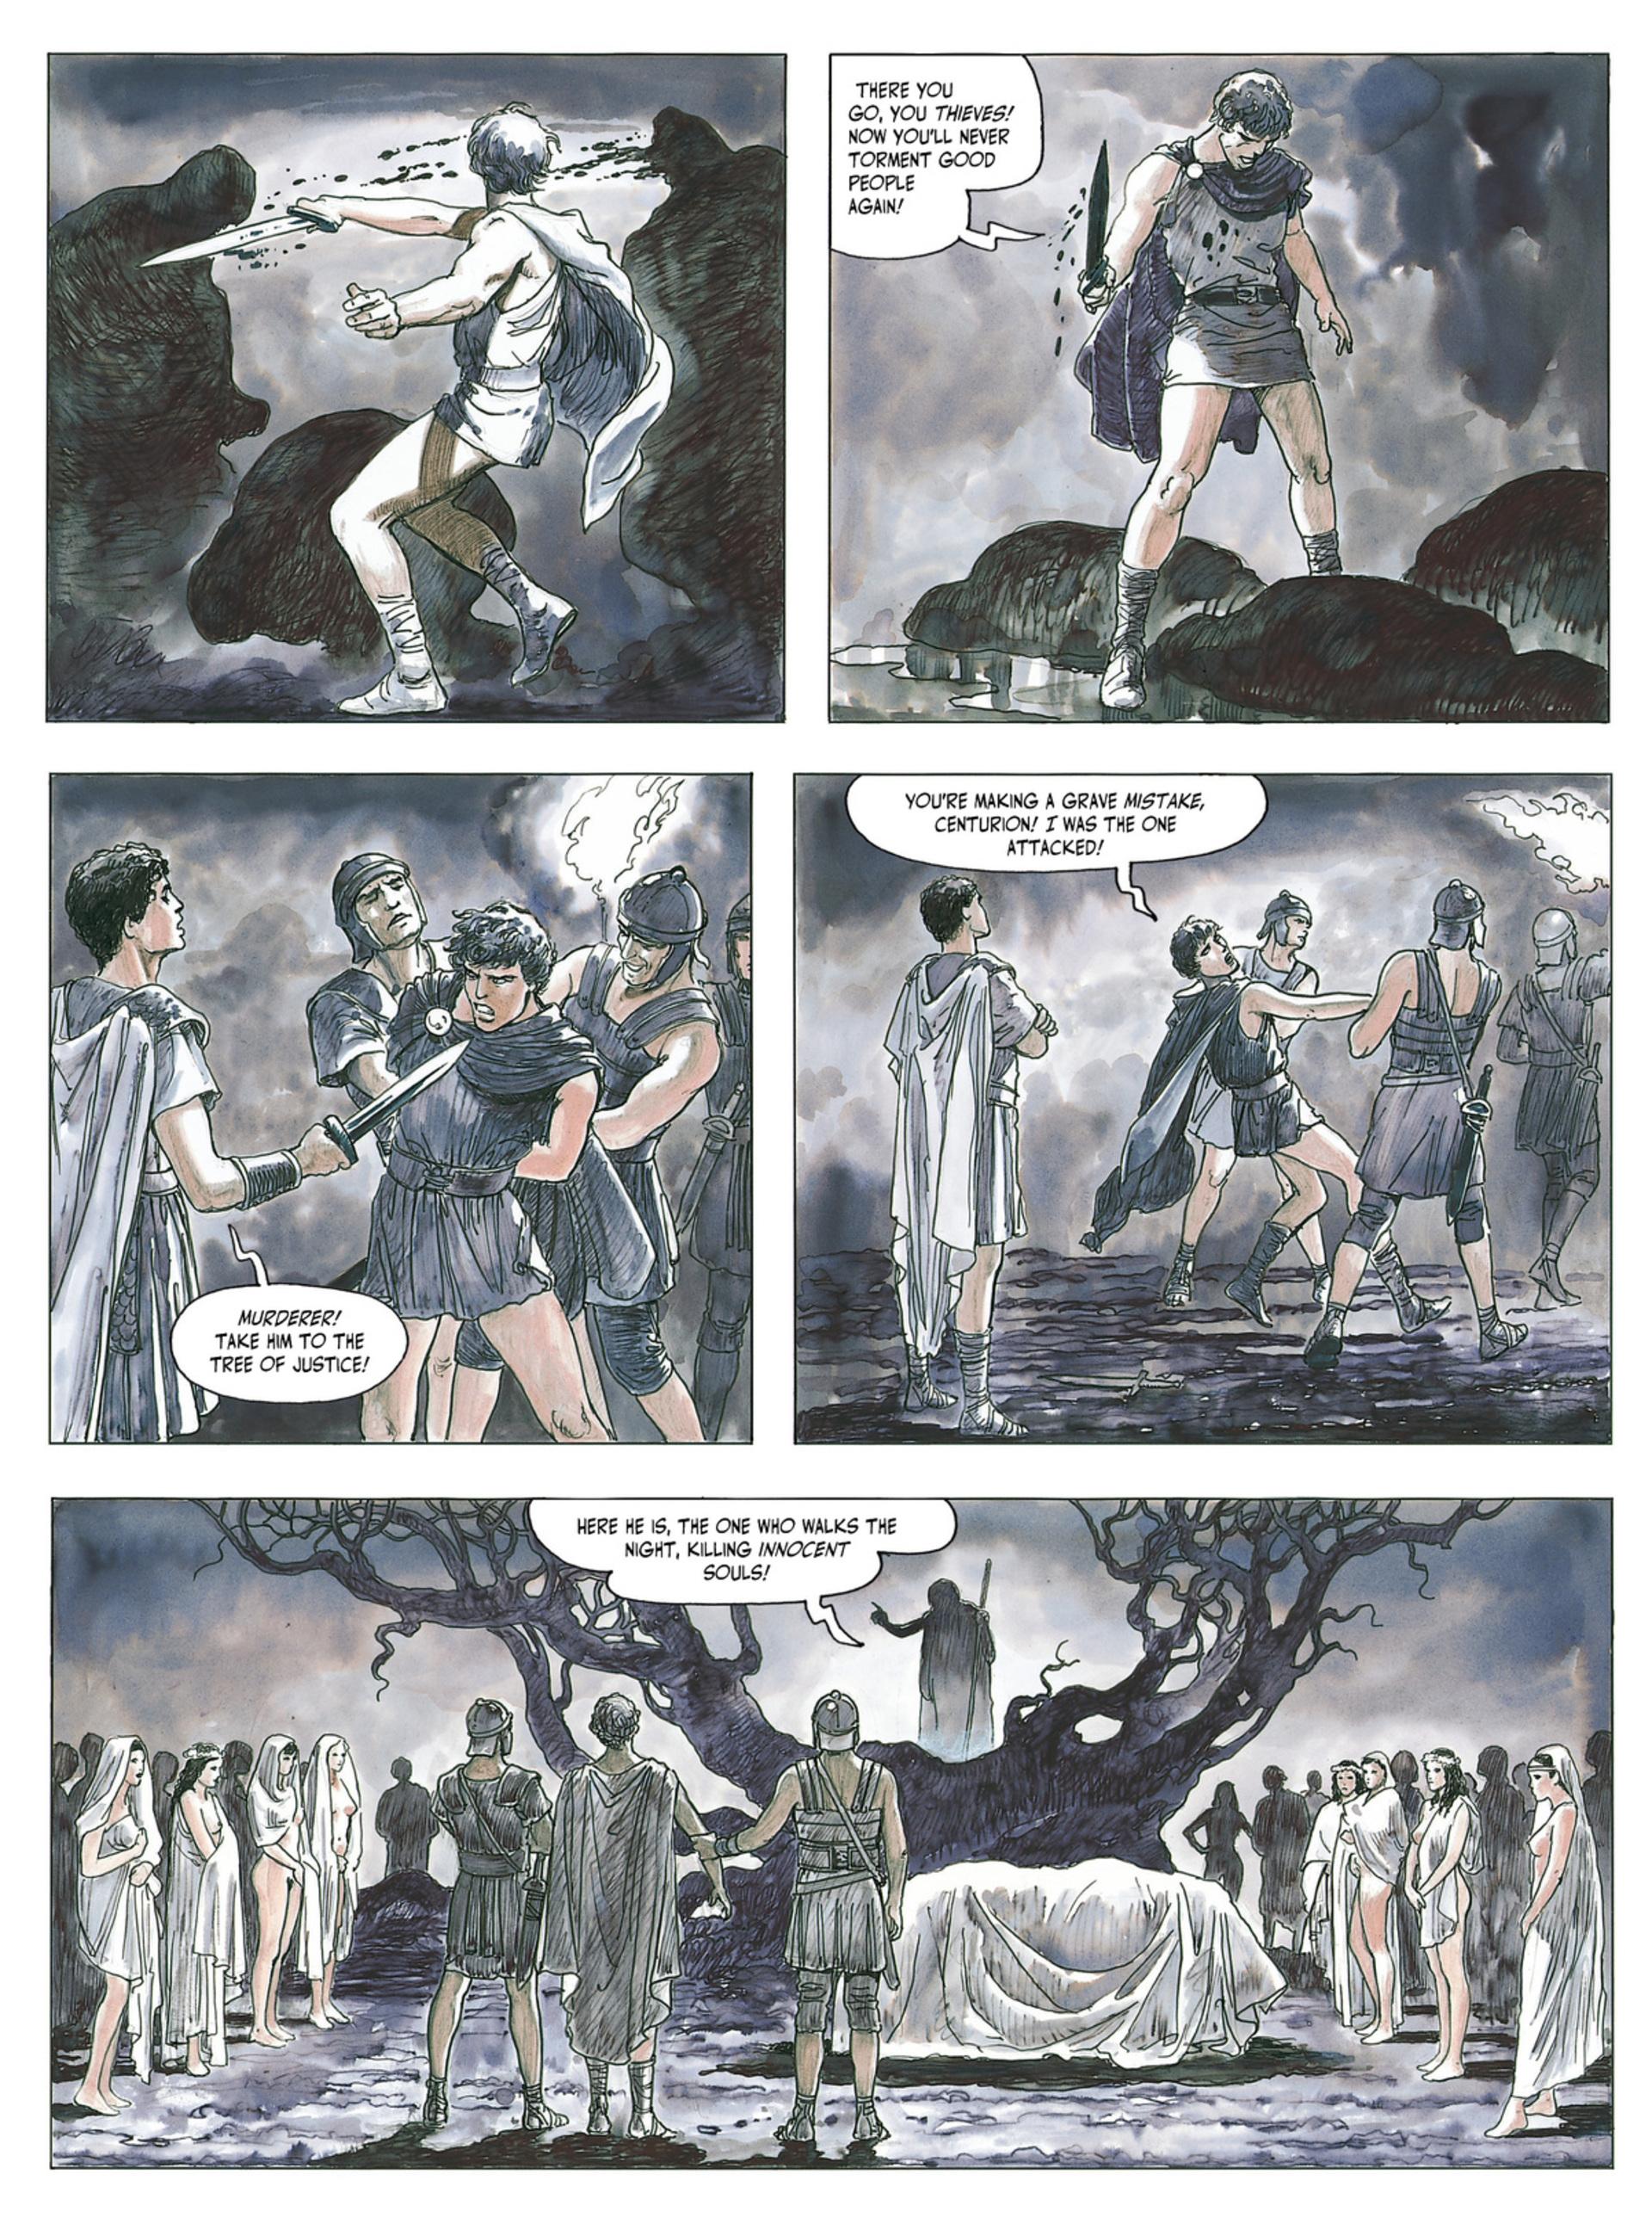 THERE YOU
GO, YOU THIEVES!
NOW YOU'LL NEVER
TORMENT GOOD
PEOPLE
AGAIN!
MURDERER!
TAKE HIM TO THE
TREE OF JUSTICE!
YOU'RE MAKING A GRAVE MISTAKE,
CENTURION! I WAS THE ONE
ATTACKED!
HERE HE IS, THE ONE WHO WALKS THE
NIGHT, KILLING INNOCENT
SOULS!